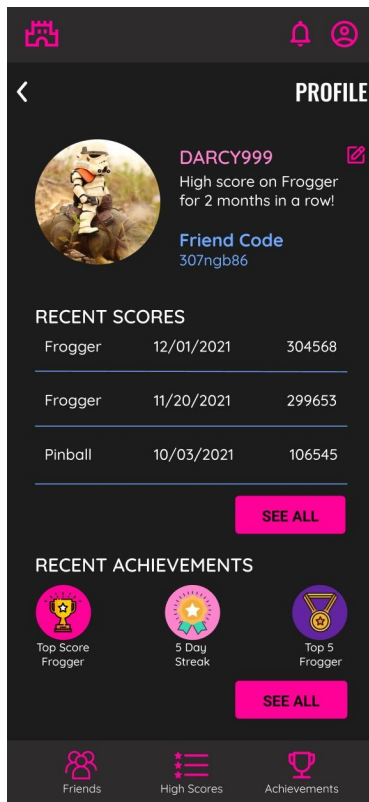 PROFILE
DARCY999
High score on Frogger
for 2 months in a row!
Friend Code
307ngb86
RECENT SCORES
Frogger 12/01/2021 304568
Frogger 11/20/2021 299653
Pinball 10/03/2021 106545
SEE ALL
RECENT ACHIEVEMENTS
Top Score
Frogger
5 Day
Streak
Top 5
Frogger
SEE ALL
Friends High Scores Achievements